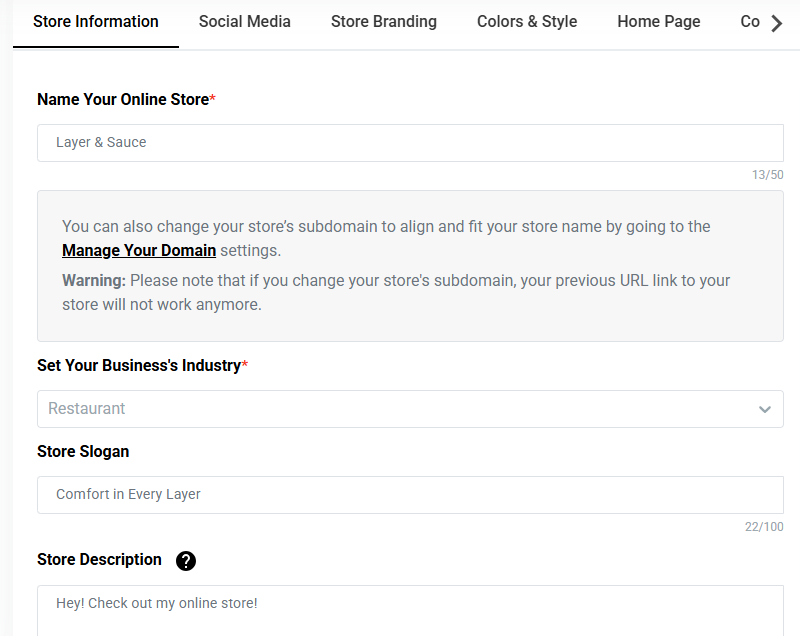 Store Information Social Media Store Branding Colors & Style Home Page Co
Name Your Online Store*
Layer & Sauce
13/50
You can also change your store’s subdomain to align and fit your store name by going to the
Manage Your Domain settings.
Warning: Please note that if you change your store's subdomain, your previous URL link to your
store will not work anymore.
Set Your Business's Industry*
Restaurant
Store Slogan
Comfort in Every Layer
22/100
Store Description ?
Hey! Check out my online store!